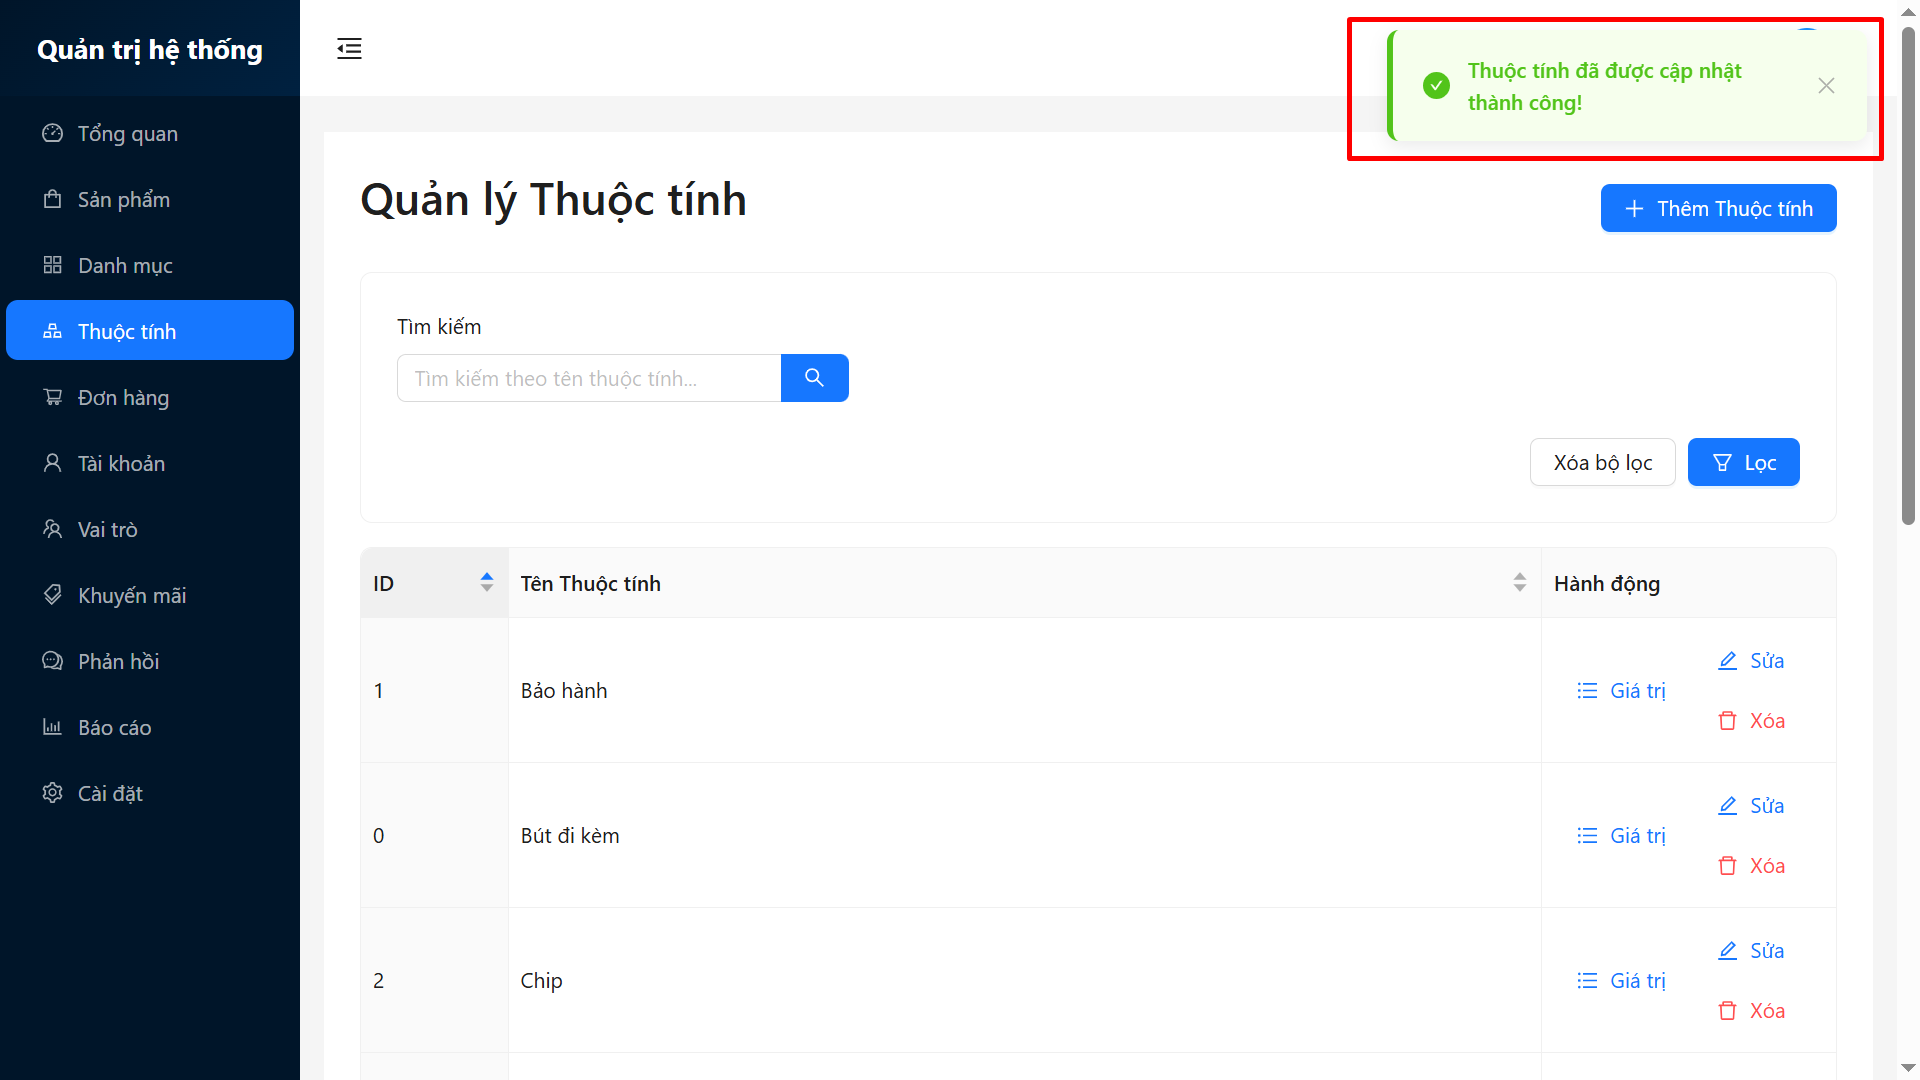 Quản trị hệ thống
Tổng quan
Sản phẩm
Danh mục
Thuộc tính
Đơn hàng
Tài khoản
Vai trò
Khuyến mãi
Phản hồi
Báo cáo
Cài đặt
Thuộc tính đã được cập nhật
thành công!
Quản lý Thuộc tính
Thêm Thuộc tính
Tìm kiếm
Tìm kiếm theo tên thuộc tính...
Xóa bộ lọc
Lọc
ID
Tên Thuộc tính
Hành động
1
Bảo hành
Giá trị
Sửa
Xóa
0
Bút đi kèm
Giá trị
Sửa
Xóa
2
Chip
Giá trị
Sửa
Xóa